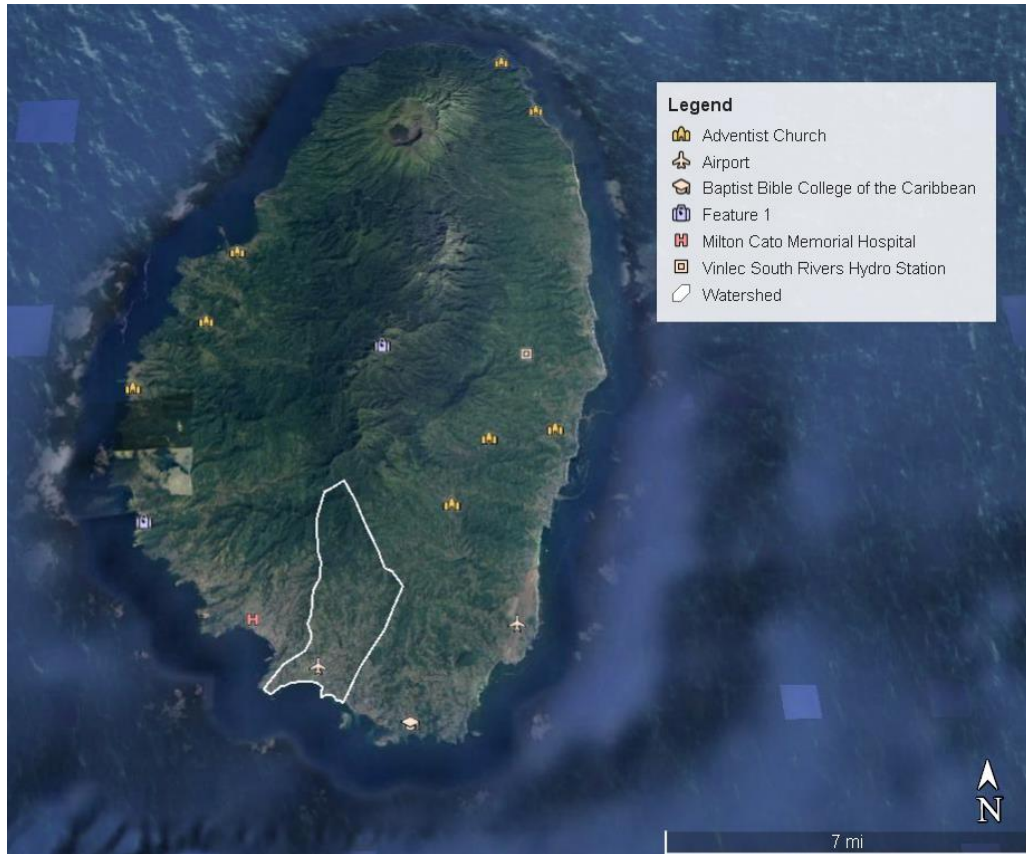 Legend
Adventist Church
Airport
Baptist Bible College of the Caribbean
Feature 1
Milton Cato Memorial Hospital
Vinlec South Rivers Hydro Station
Watershed
N
7 mi